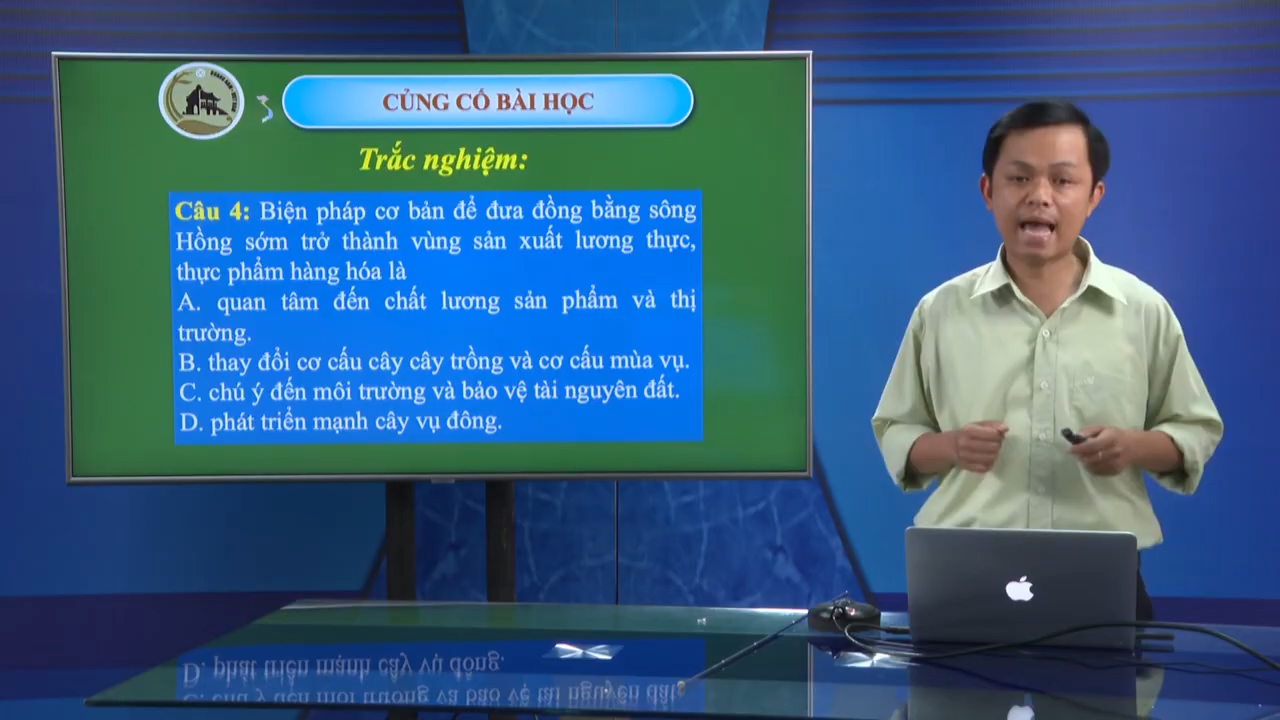 CỦNG CỐ BÀI HỌC
Trắc nghiệm:
Câu 4: Biện pháp cơ bản để đưa đồng bằng sông
Hồng sớm trở thành vùng sản xuất lương thực,
thực phẩm hàng hóa là
A. quan tâm đến chất lương sản phẩm và thị
trường.
B. thay đổi cơ cấu cây cây trồng và cơ cấu mùa vụ.
C. chú ý đến môi trường và bảo vệ tài nguyên đất.
D. phát triển mạnh cây vụ đông.